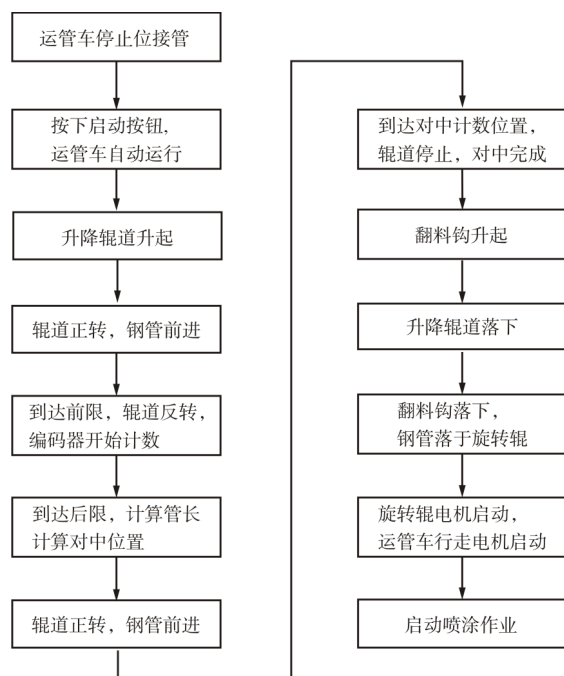 运管车停止位接管
按下启动按钮,
运管车自动运行
升降辊道升起
辊道正转，钢管前进
到达前限，辊道反转，
编码器开始计数
到达后限，计算管长
计算对中位置
辊道正转，钢管前进
到达对中计数位置，
辊道停止，对中完成
翻料钩升起
升降辊道落下
翻料钩落下，
钢管落于旋转辊
旋转辊电机启动，
运管车行走电机启动
启动喷涂作业